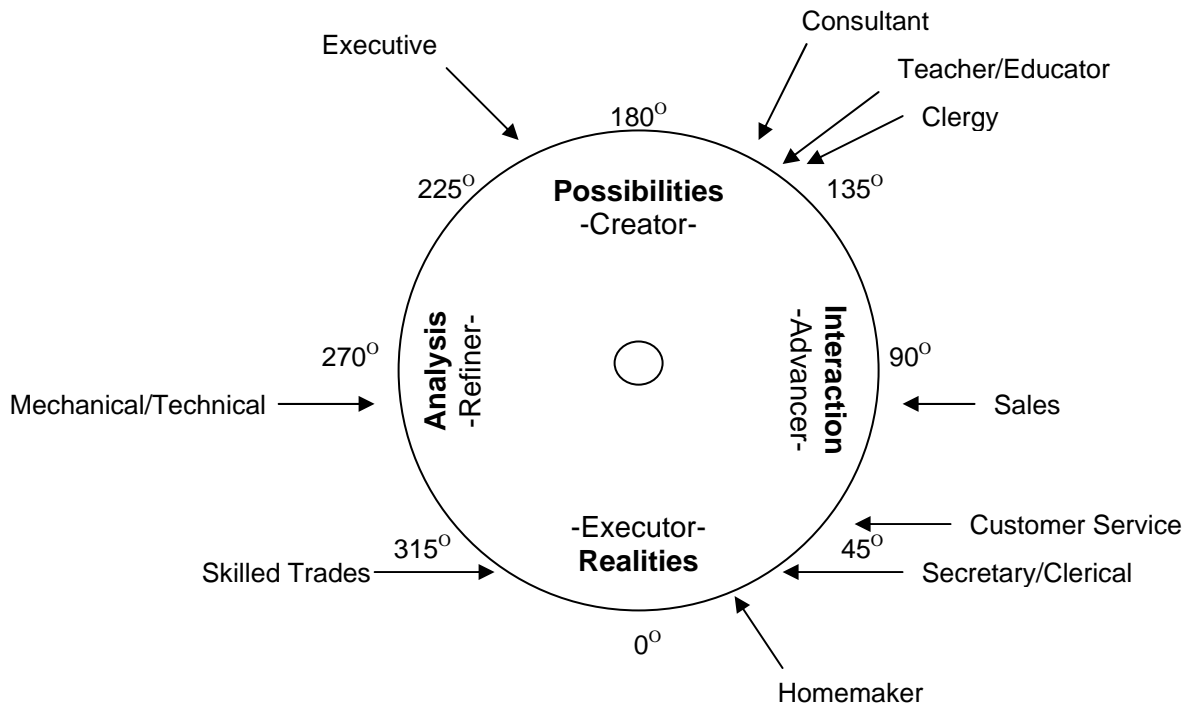 Consultant
Executive
Teacher/Educator
Clergy
180°
225°
135°
Possibilities
-Creator-
Analysis
-Refiner-
Interaction
-Advancer-
270°
90°
Mechanical/Technical
Sales
-Executor-
Realities
Customer Service
315°
45°
Skilled Trades
Secretary/Clerical
0°
Homemaker